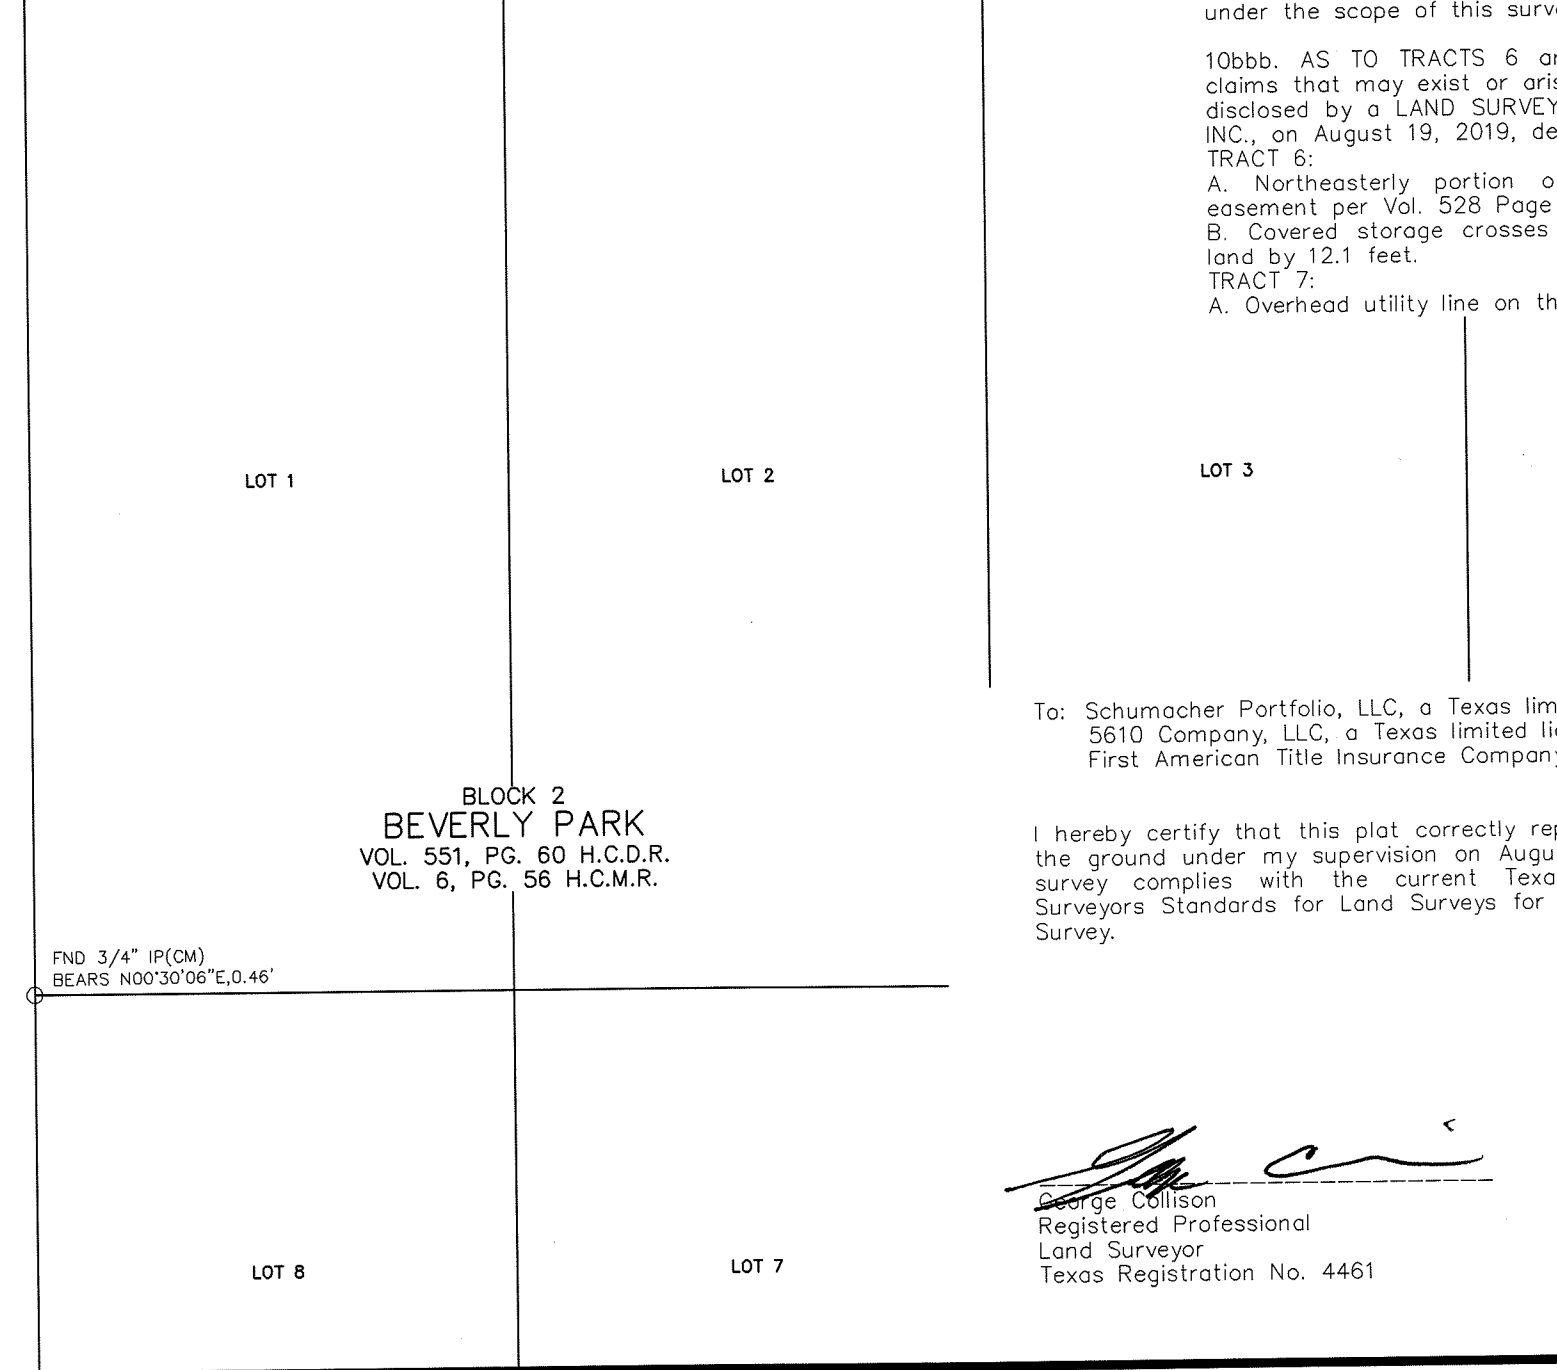 under the scope of this surv
10bbb. AS TO TRACTS 6
claims that may exist or
disclosed by a LAND SURVEY
INC., on August 19, 2019,
TRACT 6:
A. Northeasterly portion
easement per Vol. 528 Page
B. Covered storage crosses
land by 12.1 feet.
TRACT 7:
A. Overhead utility line on th
LOT 1
LOT 2
LOT 3
To: Schumacher Portfolio, LLC, a Texas lim
5610 Company, LLC, a Texas limited
First American Title Insurance Company
BLOCK 2
BEVERLY PARK
VOL. 551, PG. 60 H.C.D.R.
VOL. 6, PG. 56 H.C.M.R.
I hereby certify that this plat correctly rep
the ground under my supervision on Augu
survey complies with the current Texa
Surveyors Standards for Land Surveys for
Survey.
FND 3/4" IP(CM)
BEARS N00°30'06"E,0.46'
George Collison
Registered Professional
Land Surveyor
Texas Registration No. 4461
LOT 8
LOT 7